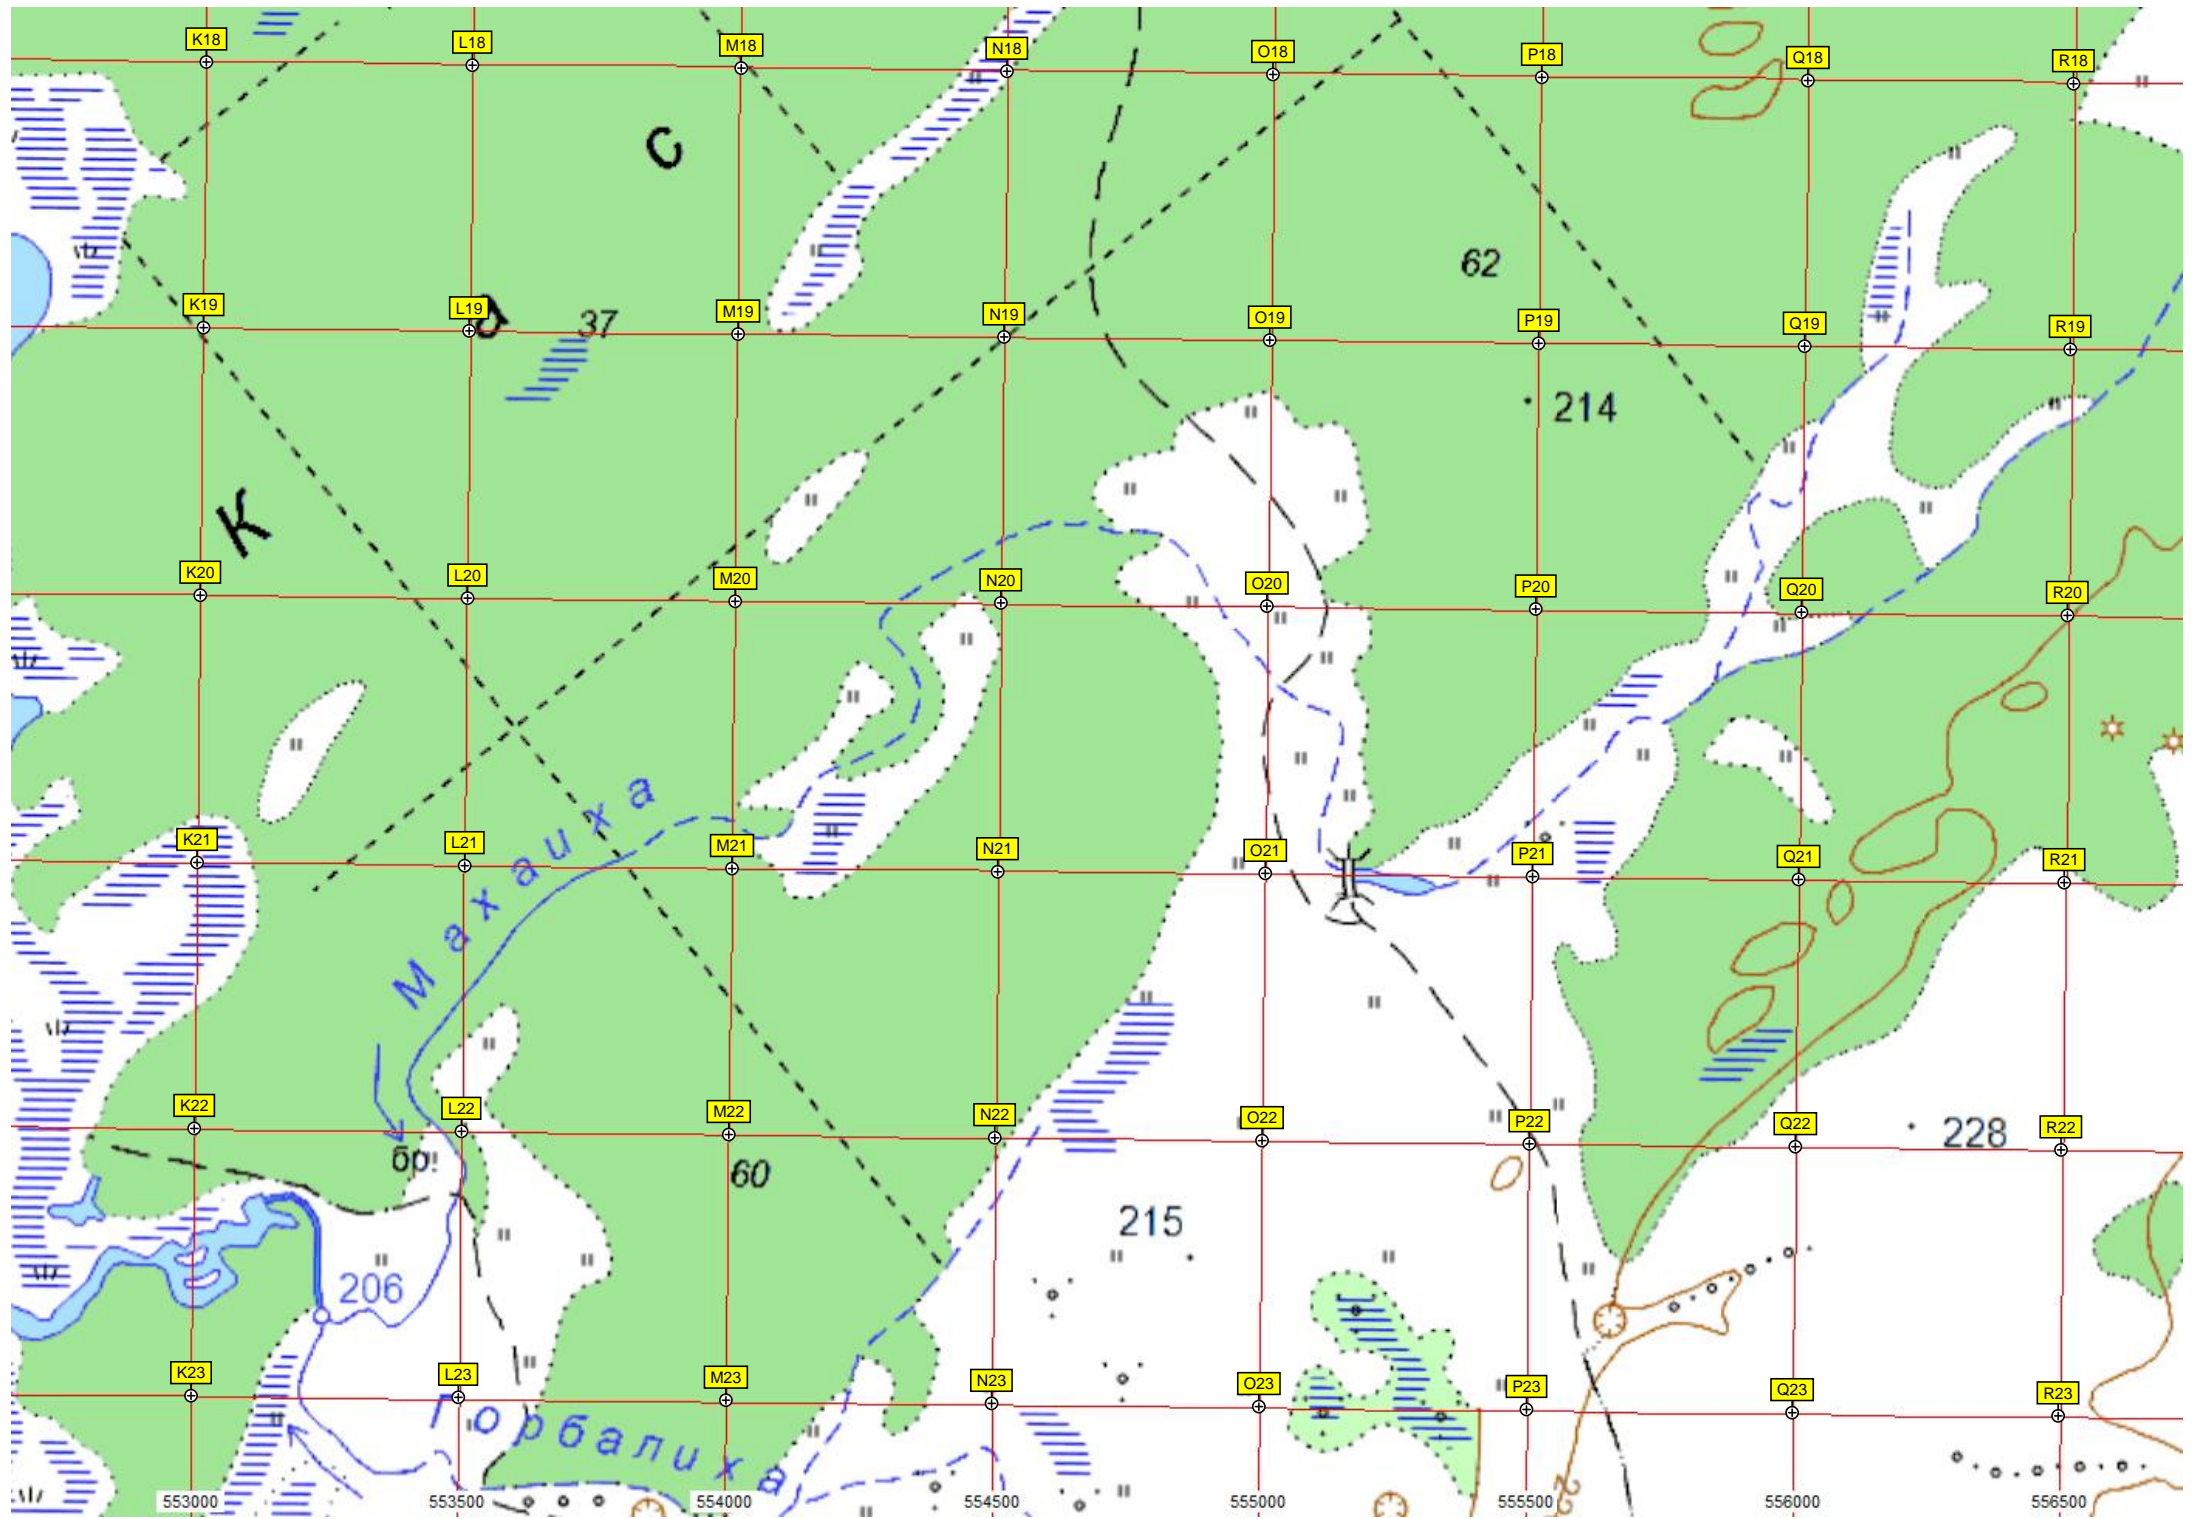 K18 L18 M18 N18 O18 P18 Q18 R18
С
62
K19 L19 M19 N19 O19 P19 Q19 R19
а
37
214
К
K20 L20 M20 N20 O20 P20 Q20 R20
Махаиха
K21 L21 M21 N21 O21 P21 Q21 R21
K22 L22 M22 N22 O22 P22 Q22 R22
228
бр.
60
215
206
K23 L23 M23 N23 O23 P23 Q23 R23
Горбалиха
553000 553500 554000 554500 555000 555500 556000 556500